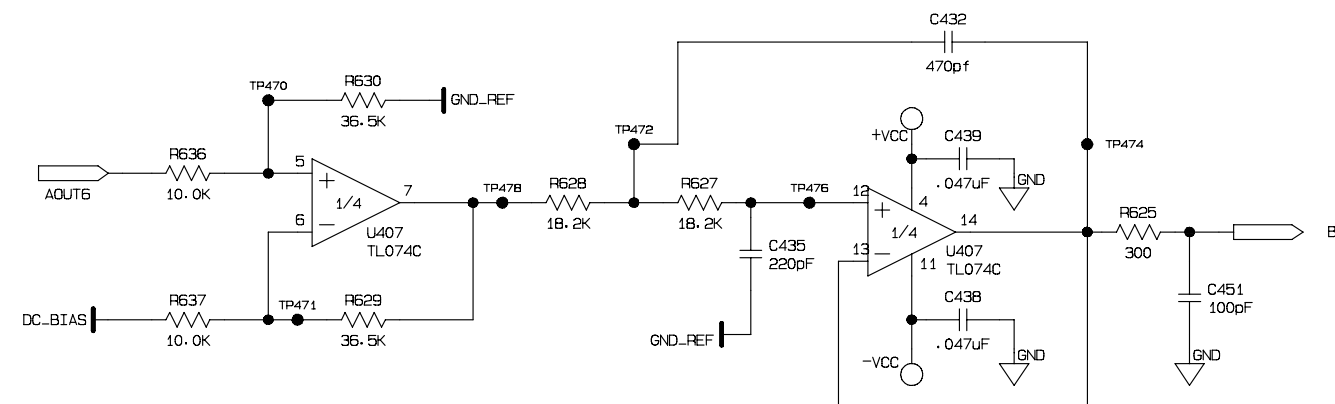 C432
470pf
TP470
R630
36.5K
GND_REF
TP472
+VCC
C439
.047uF
GND
TP474
AOUT6
R636
10.0K
5
+
6
−
1/4
7
U407
TL074C
TP478
R628
18.2K
R627
18.2K
TP476
12
+
13
−
1/4
4
14
11
U407
TL074C
R625
300
B
C435
220pF
C451
100pF
GND
DC_BIAS
R637
10.0K
TP471
R629
36.5K
GND_REF
C438
.047uF
GND
-VCC